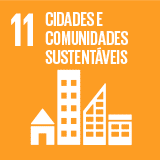 11 CIDADES E
COMUNIDADES
SUSTENTÁVEIS